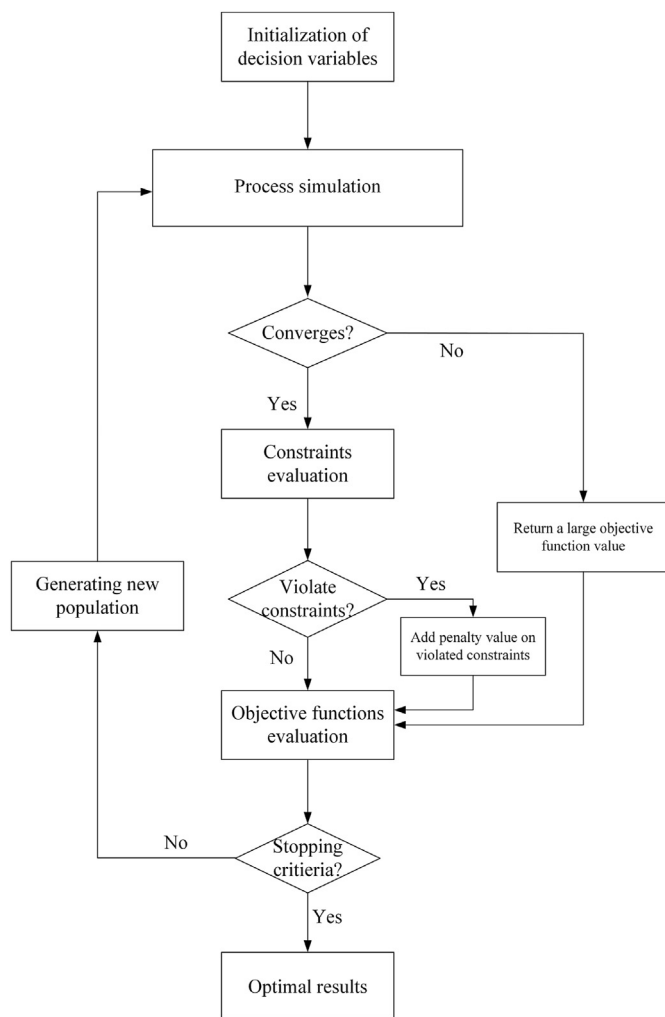 Initialization of
decision variables
Process simulation
Converges?
No
Yes
Constraints
evaluation
Return a large objective
function value
Generating new
population
Violate
constraints?
Yes
Add penalty value on
violated constraints
No
Objective functions
evaluation
No
Stopping
critieria?
Yes
Optimal results